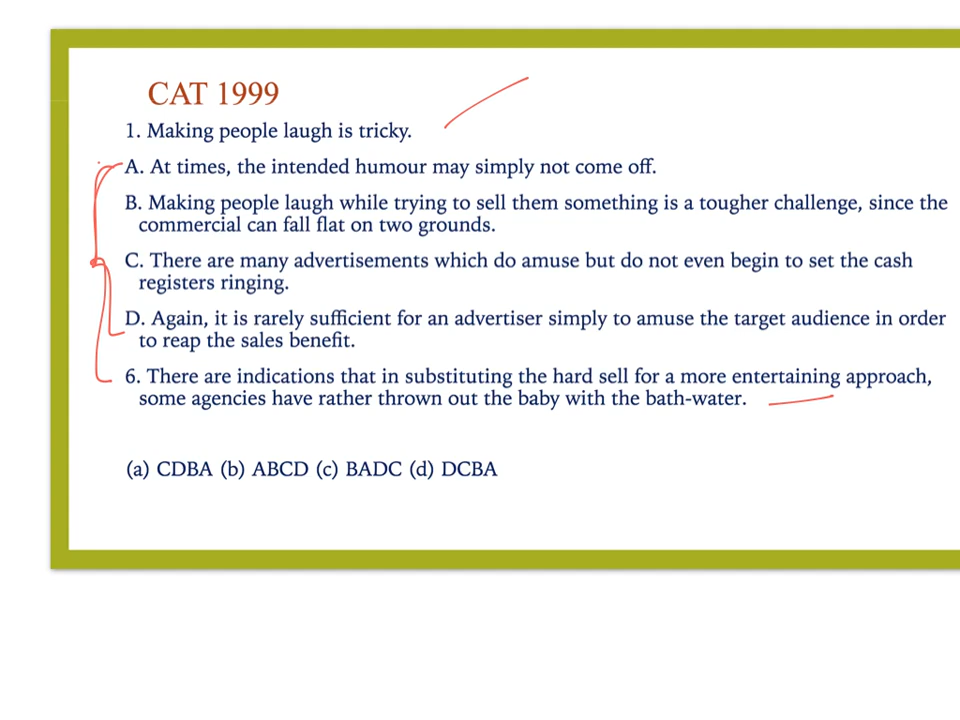 CAT 1999
1. Making people laugh is tricky.
A. At times, the intended humour may simply not come off.
B. Making people laugh while trying to sell them something is a tougher challenge, since the
commercial can fall flat on two grounds.
C. There are many advertisements which do amuse but do not even begin to set the cash
registers ringing.
D. Again, it is rarely sufficient for an advertiser simply to amuse the target audience in order
to reap the sales benefit.
6. There are indications that in substituting the hard sell for a more entertaining approach,
some agencies have rather thrown out the baby with the bath-water.
(a) CDBA (b) ABCD (c) BADC (d) DCBA